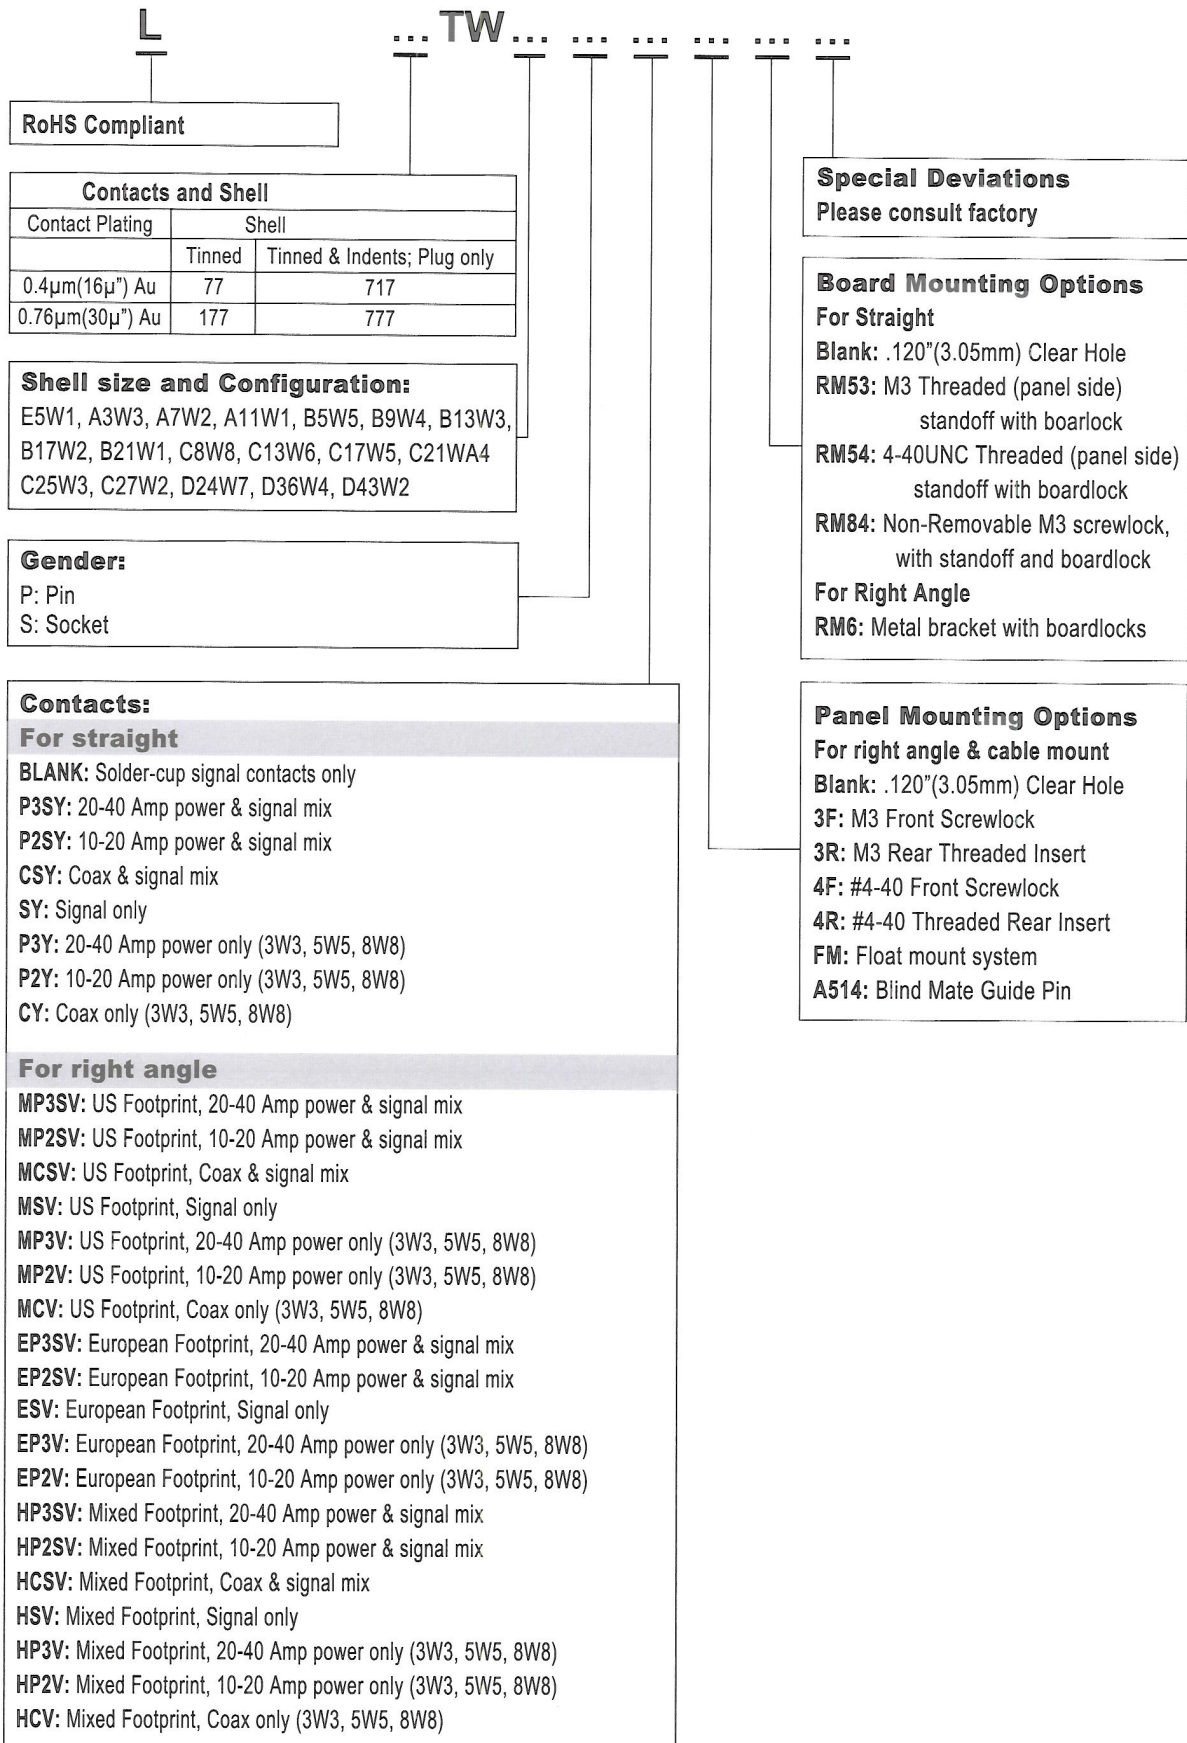 L ... TW ... ... ... ... ... ...
RoHS Compliant
Contacts and Shell
Contact Plating Shell
Tinned Tinned & Indents; Plug only
0.4µm(16µ") Au 77 717
0.76µm(30µ") Au 177 777
Shell size and Configuration:
E5W1, A3W3, A7W2, A11W1, B5W5, B9W4, B13W3,
B17W2, B21W1, C8W8, C13W6, C17W5, C21WA4
C25W3, C27W2, D24W7, D36W4, D43W2
Gender:
P: Pin
S: Socket
Contacts:
For straight
BLANK: Solder-cup signal contacts only
P3SY: 20-40 Amp power & signal mix
P2SY: 10-20 Amp power & signal mix
CSY: Coax & signal mix
SY: Signal only
P3Y: 20-40 Amp power only (3W3, 5W5, 8W8)
P2Y: 10-20 Amp power only (3W3, 5W5, 8W8)
CY: Coax only (3W3, 5W5, 8W8)
For right angle
MP3SV: US Footprint, 20-40 Amp power & signal mix
MP2SV: US Footprint, 10-20 Amp power & signal mix
MCSV: US Footprint, Coax & signal mix
MSV: US Footprint, Signal only
MP3V: US Footprint, 20-40 Amp power only (3W3, 5W5, 8W8)
MP2V: US Footprint, 10-20 Amp power only (3W3, 5W5, 8W8)
MCV: US Footprint, Coax only (3W3, 5W5, 8W8)
EP3SV: European Footprint, 20-40 Amp power & signal mix
EP2SV: European Footprint, 10-20 Amp power & signal mix
ESV: European Footprint, Signal only
EP3V: European Footprint, 20-40 Amp power only (3W3, 5W5, 8W8)
EP2V: European Footprint, 10-20 Amp power only (3W3, 5W5, 8W8)
HP3SV: Mixed Footprint, 20-40 Amp power & signal mix
HP2SV: Mixed Footprint, 10-20 Amp power & signal mix
HCSV: Mixed Footprint, Coax & signal mix
HSV: Mixed Footprint, Signal only
HP3V: Mixed Footprint, 20-40 Amp power only (3W3, 5W5, 8W8)
HP2V: Mixed Footprint, 10-20 Amp power only (3W3, 5W5, 8W8)
HCV: Mixed Footprint, Coax only (3W3, 5W5, 8W8)
Special Deviations
Please consult factory
Board Mounting Options
For Straight
Blank: .120"(3.05mm) Clear Hole
RM53: M3 Threaded (panel side)
standoff with boarlock
RM54: 4-40UNC Threaded (panel side)
standoff with boardlock
RM84: Non-Removable M3 screwlock,
with standoff and boardlock
For Right Angle
RM6: Metal bracket with boardlocks
Panel Mounting Options
For right angle & cable mount
Blank: .120"(3.05mm) Clear Hole
3F: M3 Front Screwlock
3R: M3 Rear Threaded Insert
4F: #4-40 Front Screwlock
4R: #4-40 Threaded Rear Insert
FM: Float mount system
A514: Blind Mate Guide Pin